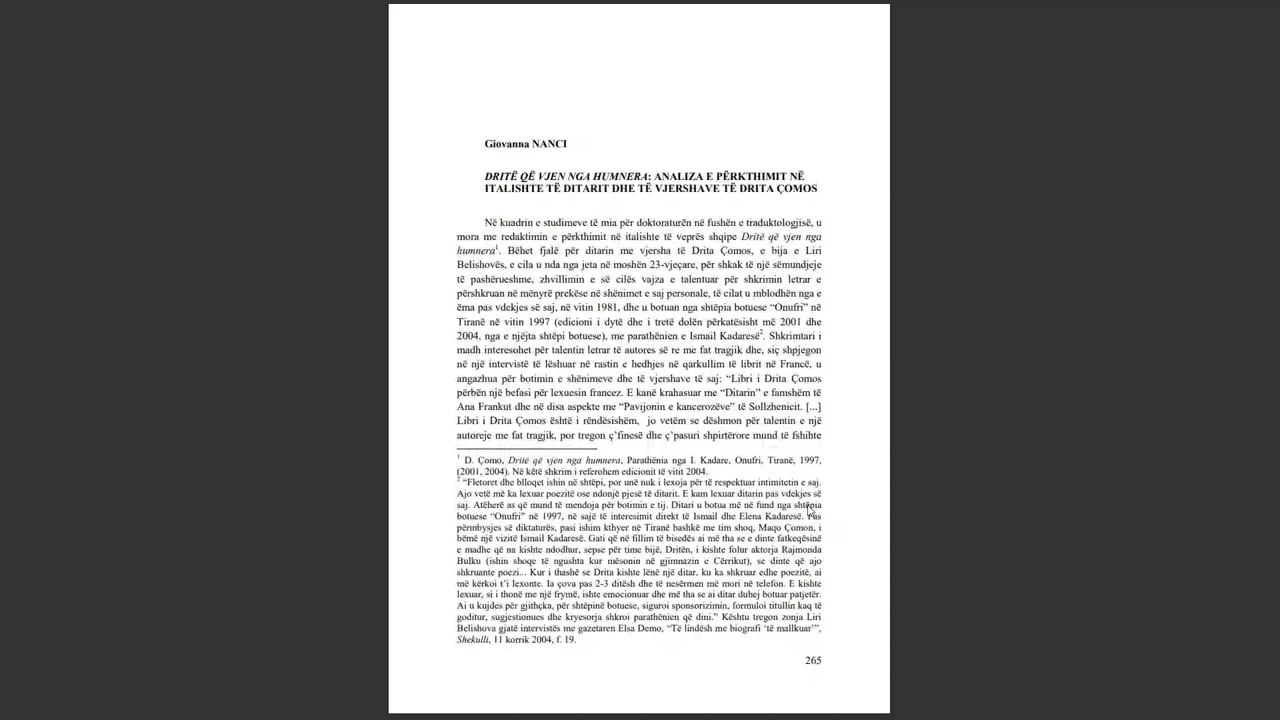 Giovanna NANCI
DRITË QË VJEN NGA HUMNERA: ANALIZA E PËRKTHIMIT NË
ITALISHTE TË DITARIT DHE TË VJERSHAVE TË DRITA ÇOMOS
Në kuadrin e studimeve të mia për doktoraturën në fushën e traduktologjisë, u
mora me redaktimin e përkthimit në italishte të veprës shqipe Dritë që vjen nga
humnera1. Bëhet fjalë për ditarin me vjersha të Drita Çomos, e bija e Liri
Belishovës, e cila u nda nga jeta në moshën 23-vjeçare, për shkak të një sëmundjeje
të pashërueshme, zhvillimin e së cilës vajza e talentuar për shkrimin letrar e
përshkruan në mënyrë prekëse në shënimet e saj personale, të cilat u mblodhën nga e
ëma pas vdekjes së saj, në vitin 1981, dhe u botuan nga shtëpia botuese “Onufri” në
Tiranë në vitin 1997 (edicioni i dytë dhe i tretë dolën përkatësisht më 2001 dhe
2004, nga e njëjta shtëpi botuese), me parathënien e Ismail Kadaresë2. Shkrimtari i
madh interesohet për talentin letrar të autores së re me fat tragjik dhe, siç shpjegon
në një intervistë të lëshuar në rastin e hedhjes në qarkullim të librit në Francë, u
angazhua për botimin e shënimeve dhe të vjershave të saj: “Libri i Drita Çomos
përbën një befasi për lexuesin francez. E kanë krahasuar me “Ditarin” e famshëm të
Ana Frankut dhe në disa aspekte me “Pavijonin e kancerozëve” të Sollzhenicit. [...]
Libri i Drita Çomos është i rëndësishëm, jo vetëm se dëshmon për talentin e një
autoreje me fat tragjik, por tregon ç’finesë dhe ç’pasuri shpirtërore mund të fshihte
1 D. Çomo, Dritë që vjen nga humnera, Parathënia nga I. Kadare, Onufri, Tiranë, 1997,
(2001, 2004). Në këtë shkrim i referohem edicionit të vitit 2004.
2 “Fletoret dhe blloqet ishin në shtëpi, por unë nuk i lexoja për të respektuar intimitetin e saj.
Ajo vetë më ka lexuar poezitë ose ndonjë pjesë të ditarit. E kam lexuar ditarin pas vdekjes së
saj. Atëherë as që mund të mendoja për botimin e tij. Ditari u botua më në fund nga shtëpia
botuese “Onufri” në 1997, në sajë të interesimit direkt të Ismail dhe Elena Kadaresë. Pas
përmbysjes së diktaturës, pasi ishim kthyer në Tiranë bashkë me tim shoq, Maqo Çomon, i
bëmë një vizitë Ismail Kadaresë. Gati që në fillim të bisedës ai më tha se e dinte fatkeqësinë
e madhe që na kishte ndodhur, sepse për time bijë, Dritën, i kishte folur aktorja Rajmonda
Bulku (ishin shoqe të ngushta kur mësonin në gjimnazin e Cërrikut), se dinte që ajo
shkruante poezi... Kur i thashë se Drita kishte lënë një ditar, ku ka shkruar edhe poezitë, ai
më kërkoi t’i lexonte. Ia çova pas 2-3 ditësh dhe të nesërmen më mori në telefon. E kishte
lexuar, si i thonë me një frymë, ishte emocionuar dhe më tha se ai ditar duhej botuar patjetër.
Ai u kujdes për gjithçka, për shtëpinë botuese, siguroi sponsorizimin, formuloi titullin kaq të
goditur, sugjestionues dhe kryesorja shkroi parathënien që dini.” Kështu tregon zonja Liri
Belishova gjatë intervistës me gazetaren Elsa Demo, “Të lindësh me biografi ‘të mallkuar’”,
Shekulli, 11 korrik 2004, f. 19.
265